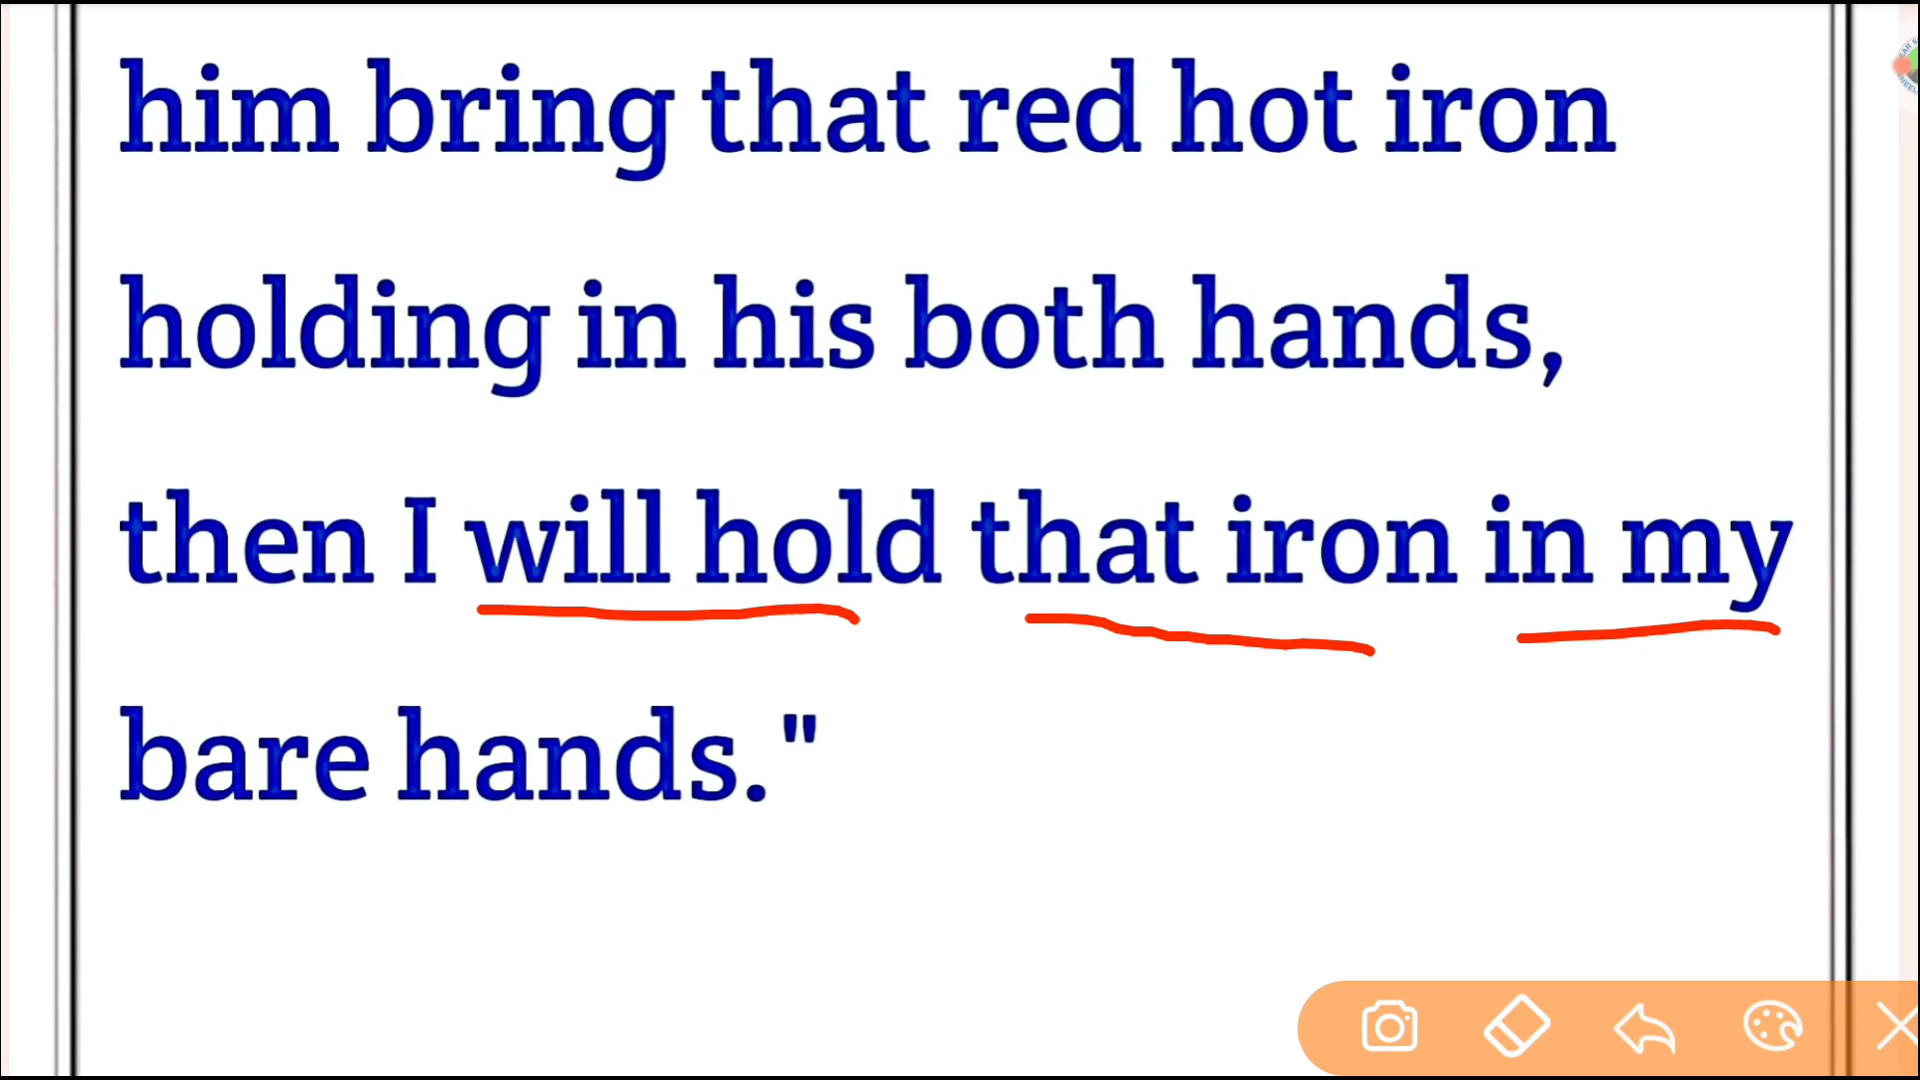 him bring that red hot iron
holding in his both hands,
then I will hold that iron in my
bare hands."